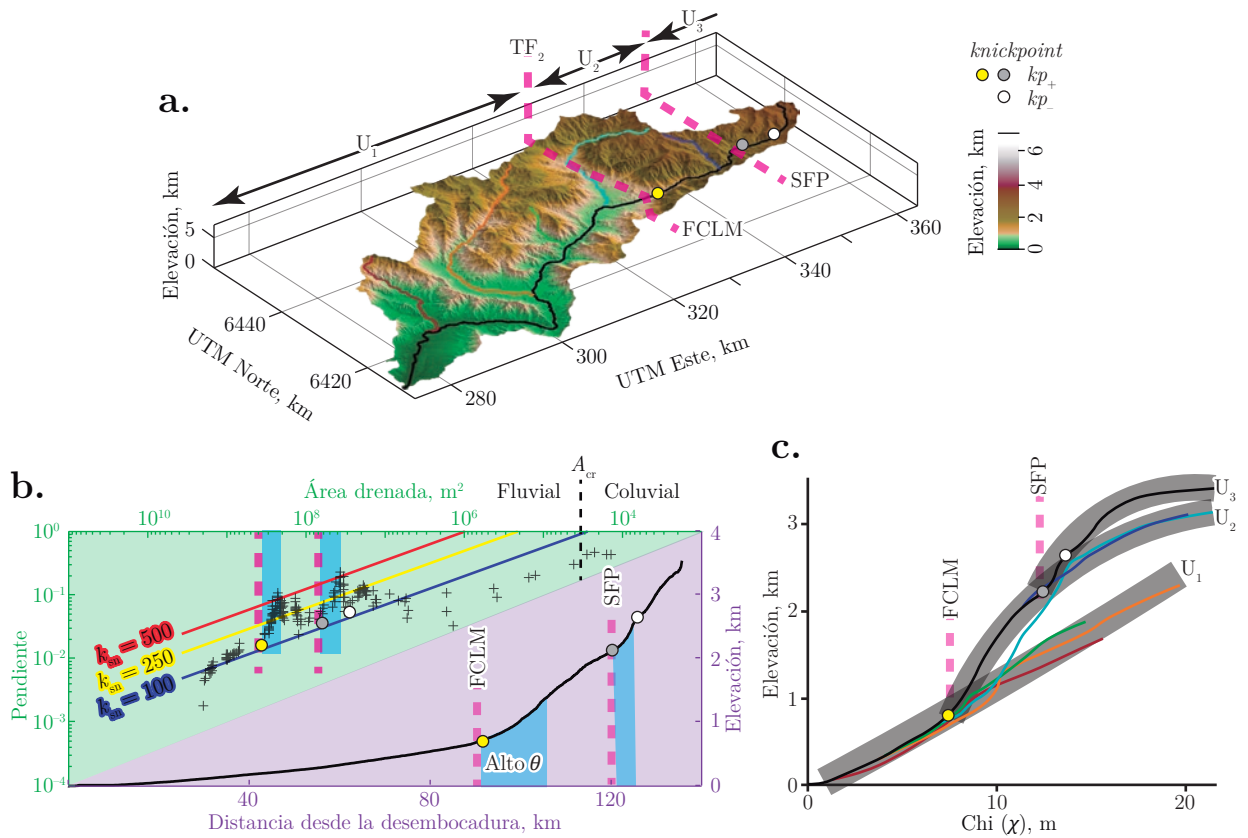 a.
U₃
U₂
TF₂
U₁
knickpoint
kp₊
kp₋
Elevación, km
6
4
2
0
Elevación, km
5
0
SFP
FCLM
6440
6420
UTM Norte, km
280
300
320
340
360
UTM Este, km
b.
Área drenada, m²
Fluvial
A_cr
Coluvial
10¹⁰
10⁸
10⁶
10⁴
10⁰
10⁻¹
10⁻²
10⁻³
10⁻⁴
Pendiente
k_sn = 500
k_sn = 250
k_sn = 100
FCLM
SFP
Alto θ
4
3
2
1
0
Elevación, km
40
80
120
Distancia desde la desembocadura, km
c.
SFP
FCLM
U₃
U₂
U₁
3
2
1
0
Elevación, km
0
10
20
Chi (χ), m